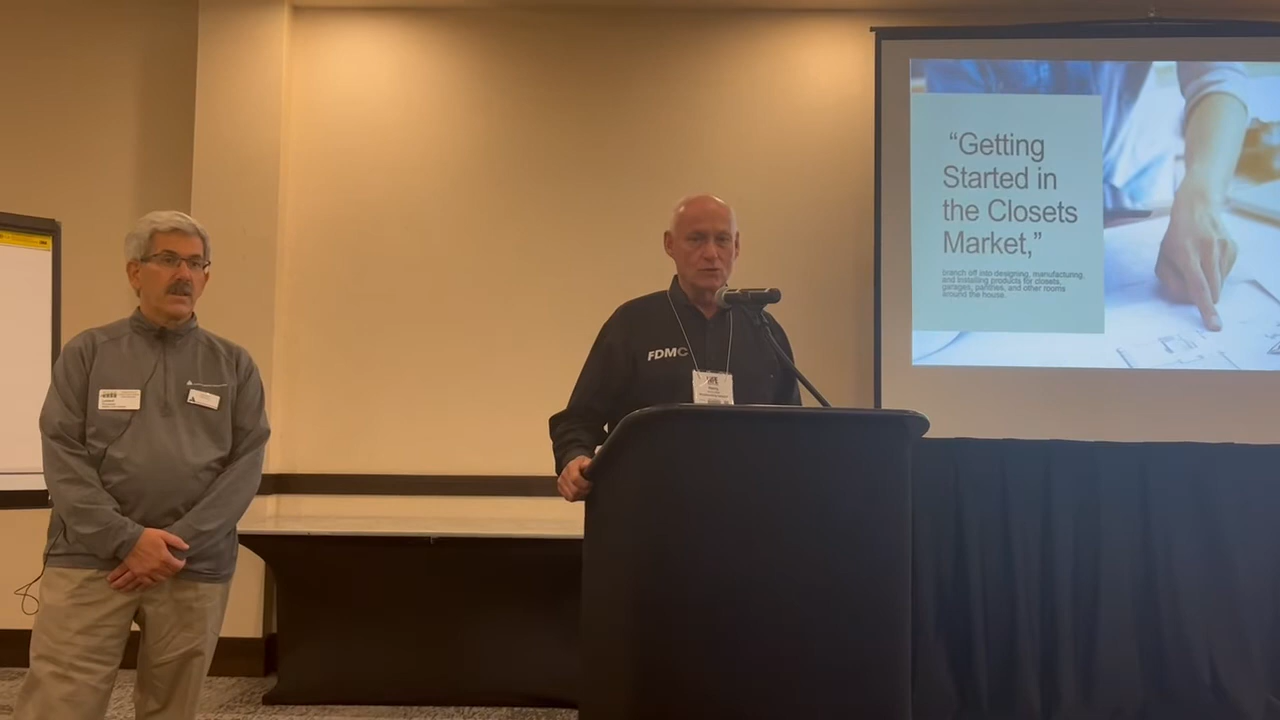 “Getting
Started in
the Closets
Market,”
branch off into designing, manufacturing,
and installing products for closets,
garages, pantries, and other rooms
around the house.
FDMC